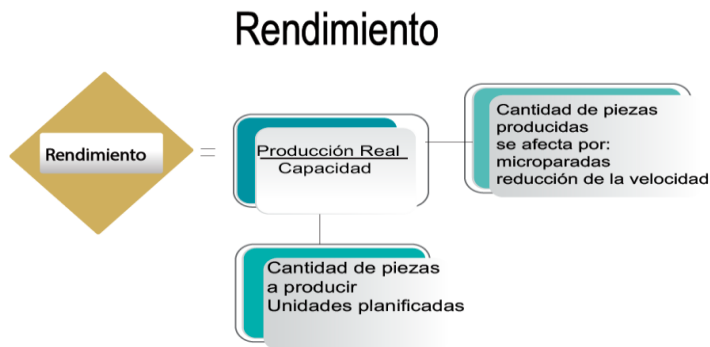 Rendimiento
Rendimiento
=
Producción Real
Capacidad
Cantidad de piezas
producidas
se afecta por:
microparadas
reducción de la velocidad
Cantidad de piezas
a producir
Unidades planificadas